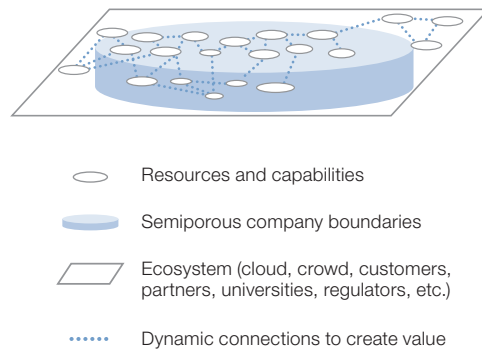 Resources and capabilities
Semiporous company boundaries
Ecosystem (cloud, crowd, customers,
partners, universities, regulators, etc.)
Dynamic connections to create value